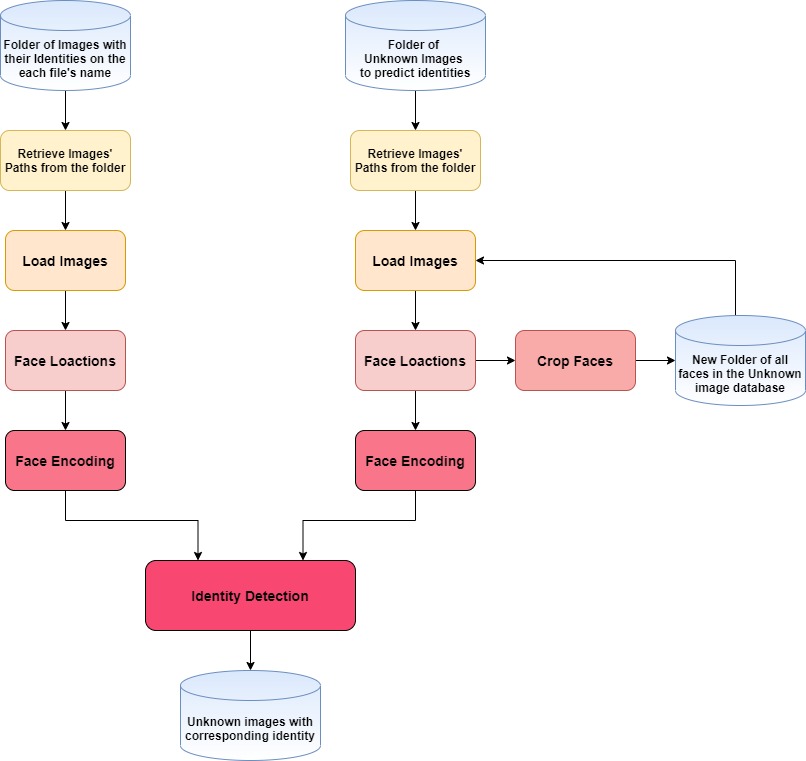 Folder of Images with
their Identities on the
each file's name
Folder of
Unknown Images
to predict identities
Retrieve Images'
Paths from the folder
Retrieve Images'
Paths from the folder
Load Images
Load Images
Face Loactions
Face Loactions
Crop Faces
New Folder of all
faces in the Unknown
image database
Face Encoding
Face Encoding
Identity Detection
Unknown images with
corresponding identity